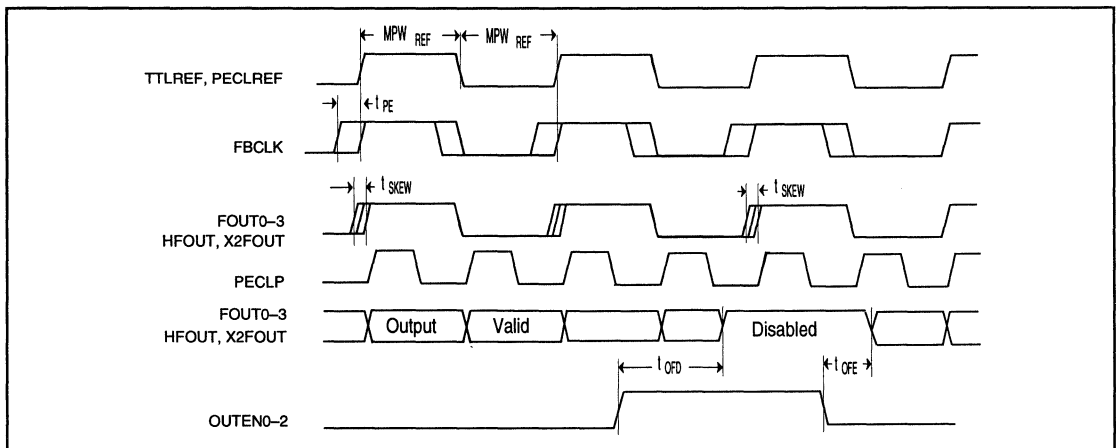 MPW REF MPW REF
TTLREF, PECLREF
t PE
FBCLK
t SKEW t SKEW
FOUT0–3
HFOUT, X2FOUT
PECLP
FOUT0–3
HFOUT, X2FOUT
Output Valid Disabled
t OFD t OFE
OUTEN0–2